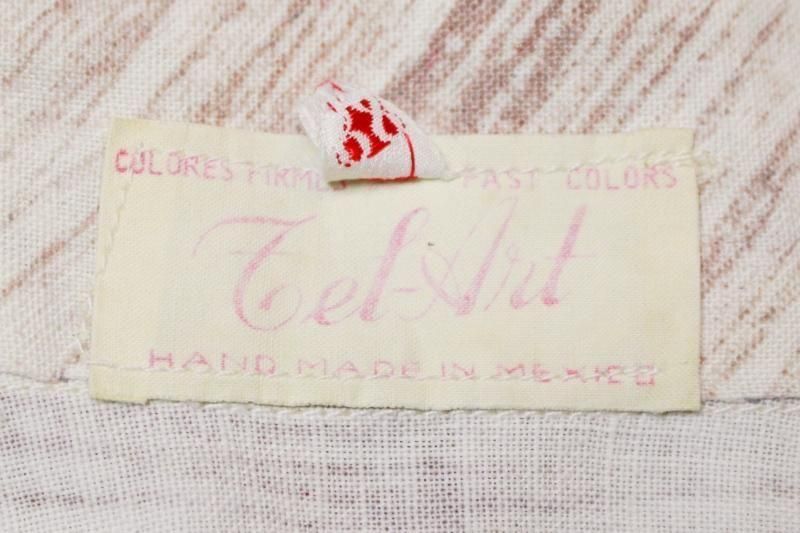 COLORES FIRMES FAST COLORS
Tel-Art
HAND MADE IN MEXICO